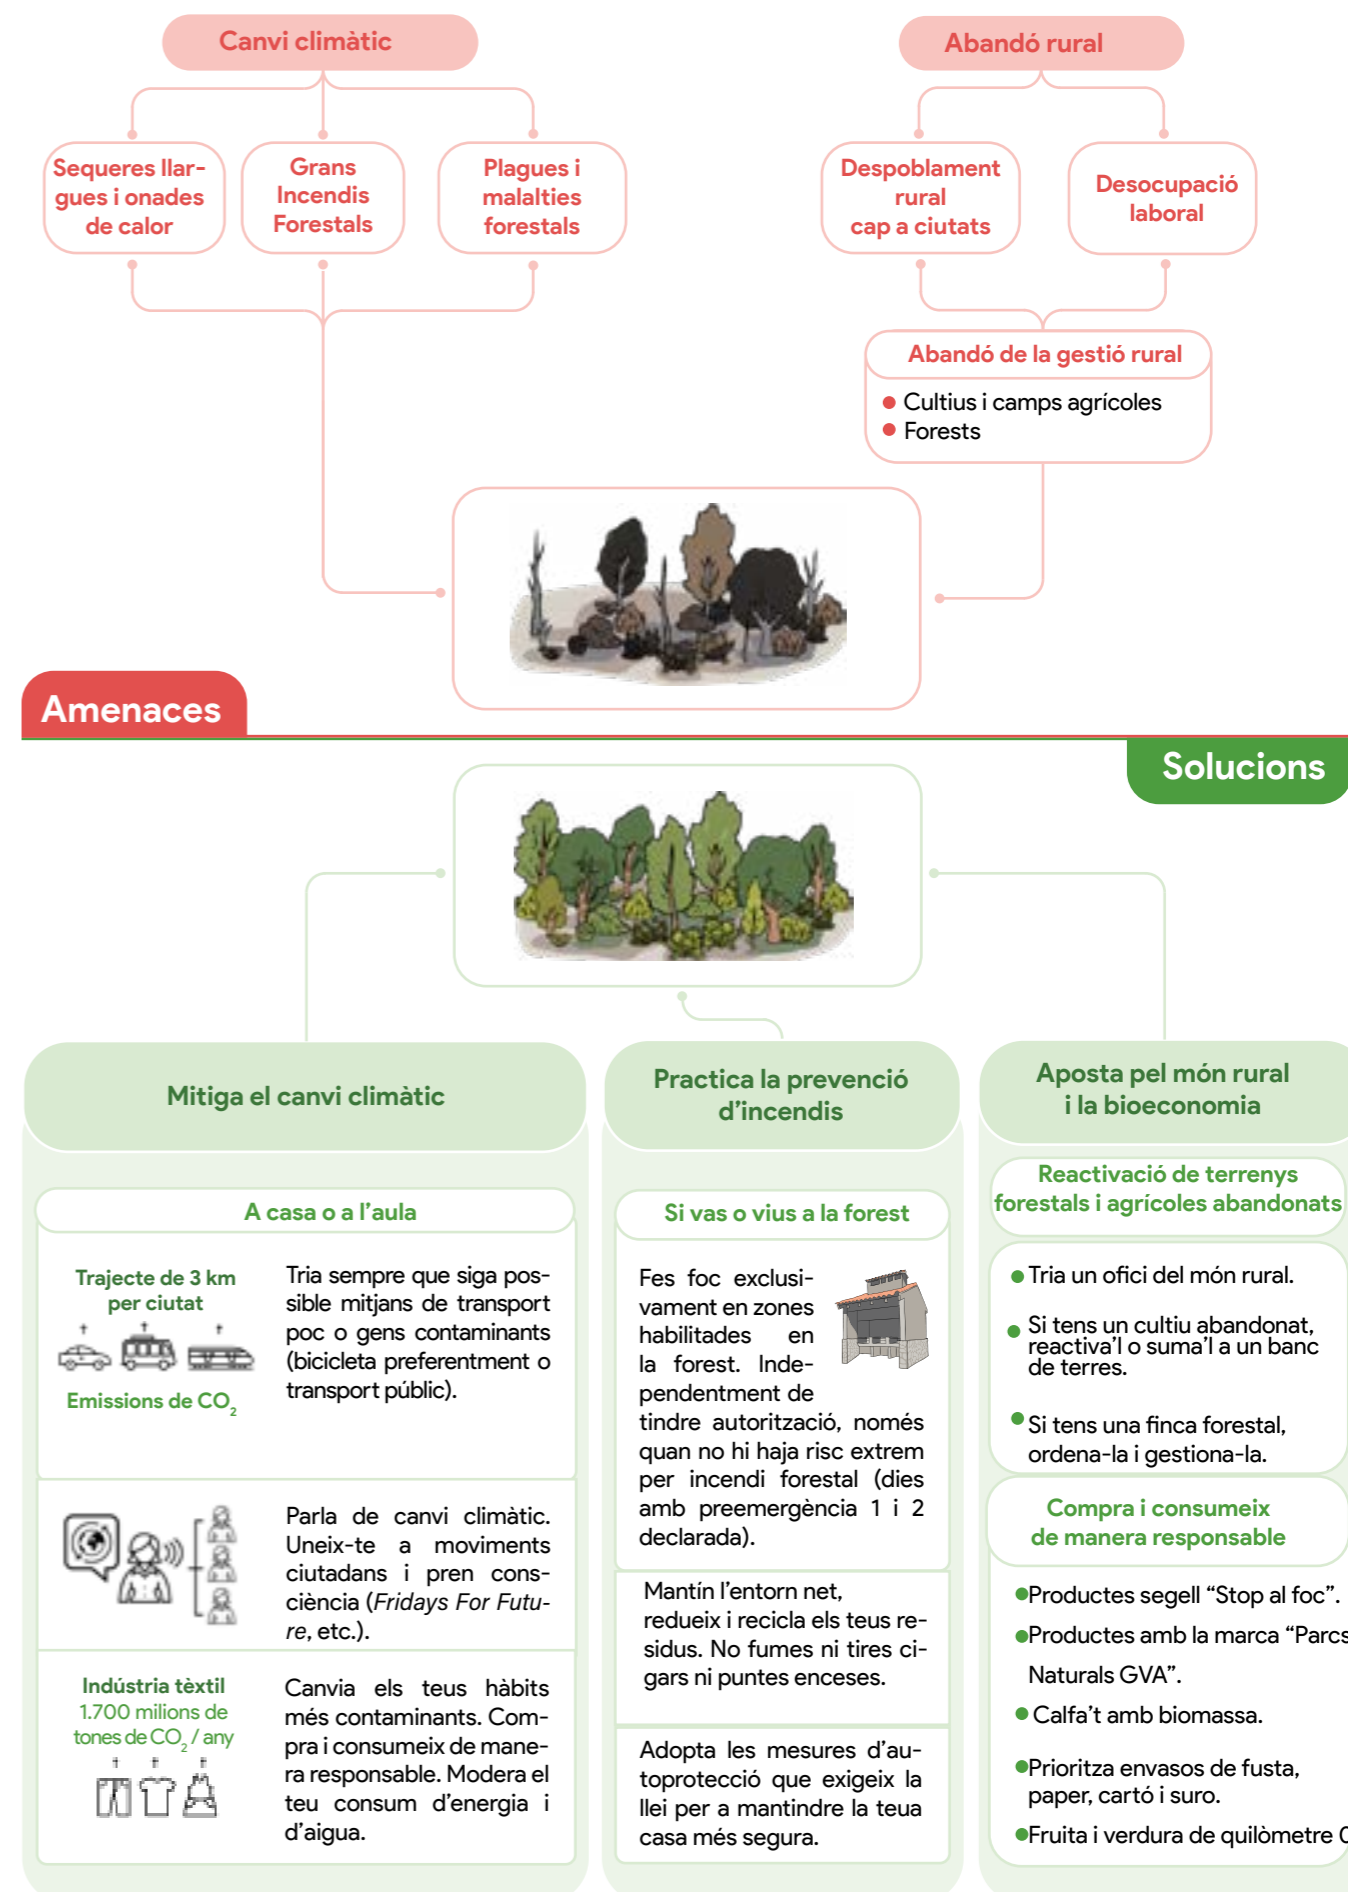 Canvi climàtic
Sequeres llar-
gues i onades
de calor
Grans
Incendis
Forestals
Plagues i
malalties
forestals
Abandó rural
Despoblament
rural
cap a ciutats
Desocupació
laboral
Abandó de la gestió rural
Cultius i camps agrícoles
Forests
Amenaces
Solucions
Mitiga el canvi climàtic
A casa o a l’aula
Trajecte de 3 km
per ciutat
Emissions de CO2
Tria sempre que siga pos-
sible mitjans de transport
poc o gens contaminants
(bicicleta preferentment o
transport públic).
Parla de canvi climàtic.
Uneix-te a moviments
ciutadans i pren cons-
ciència (Fridays For Futu-
re, etc.).
Indústria tèxtil
1.700 milions de
tones de CO2 / any
Canvia els teus hàbits
més contaminants. Com-
pra i consumeix de mane-
ra responsable. Modera el
teu consum d’energia i
d’aigua.
Practica la prevenció
d’incendis
Si vas o vius a la forest
Fes foc exclusi-
vament en zones
habilitades en
la forest. Inde-
pendentment de
tindre autorització, només
quan no hi haja risc extrem
per incendi forestal (dies
amb preemergència 1 i 2
declarada).
Mantín l’entorn net,
redueix i recicla els teus re-
sidus. No fumes ni tires ci-
gars ni puntes enceses.
Adopta les mesures d’au-
toprotecció que exigeix la
llei per a mantindre la teua
casa més segura.
Aposta pel món rural
i la bioeconomia
Reactivació de terrenys
forestals i agrícoles abandonats
Tria un ofici del món rural.
Si tens un cultiu abandonat,
reactiva’l o suma’l a un banc
de terres.
Si tens una finca forestal,
ordena-la i gestiona-la.
Compra i consumeix
de manera responsable
Productes segell “Stop al foc”.
Productes amb la marca “Parcs
Naturals GVA”.
Calfa’t amb biomassa.
Prioritza envasos de fusta,
paper, cartó i suro.
Fruita i verdura de quilòmetre 0